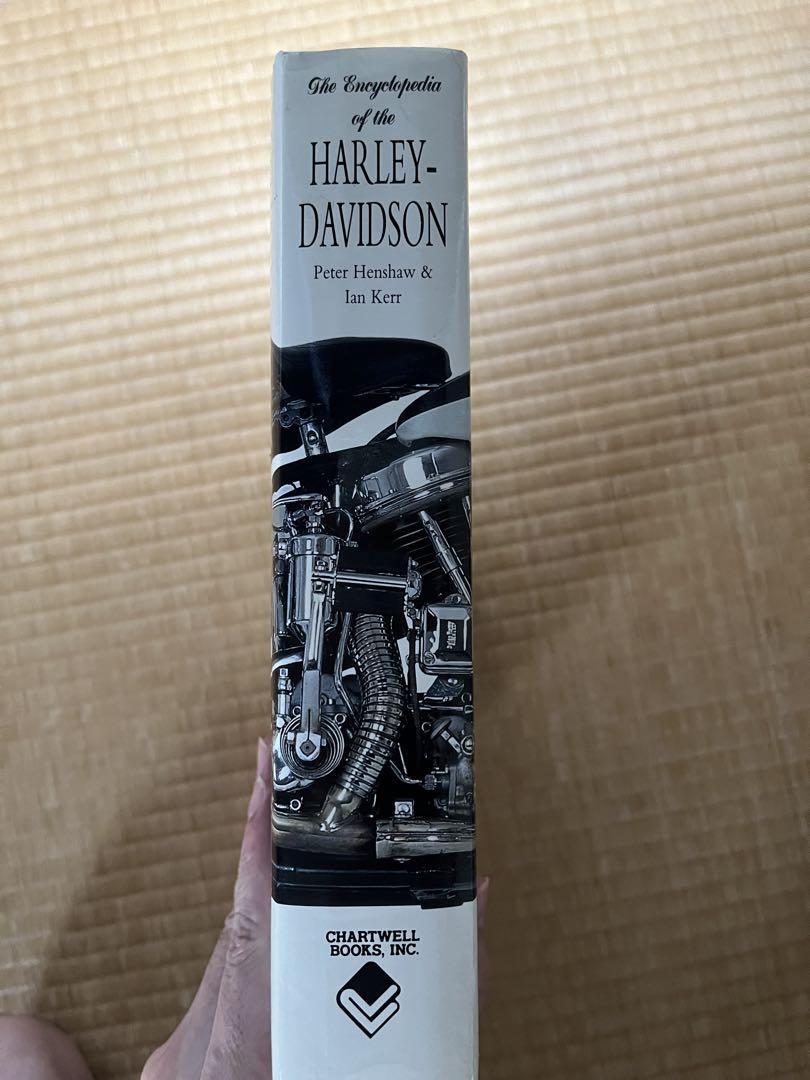 The Encyclopedia
of the
HARLEY-
DAVIDSON
Peter Henshaw &
Ian Kerr
CHARTWELL
BOOKS, INC.